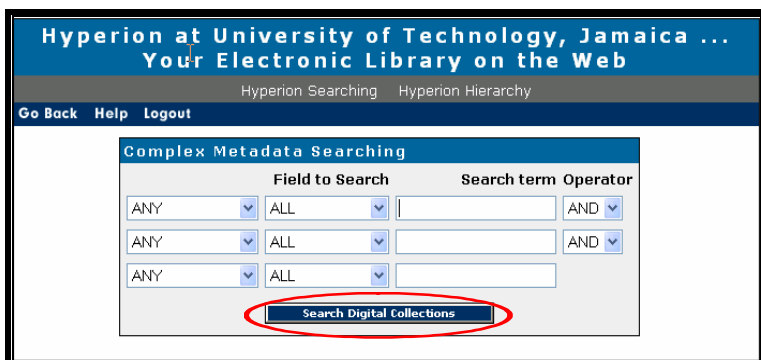 Hyperion at University of Technology, Jamaica ...
Your Electronic Library on the Web
Hyperion Searching Hyperion Hierarchy
Go Back Help Logout
Complex Metadata Searching
Field to Search Search term Operator
ANY ALL AND
ANY ALL AND
ANY ALL
Search Digital Collections